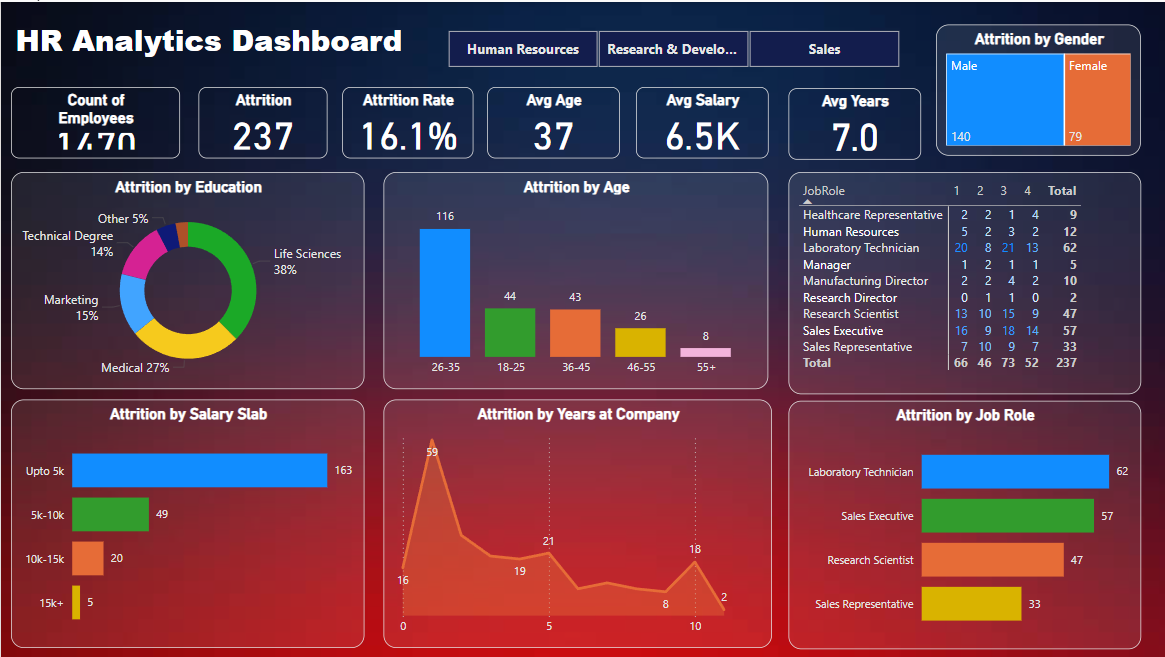 HR Analytics Dashboard
Human Resources
Research & Develo...
Sales
Attrition by Gender
Male
Female
140
79
Count of
Employees
1470
Attrition
237
Attrition Rate
16.1%
Avg Age
37
Avg Salary
6.5K
Avg Years
7.0
Attrition by Education
Other 5%
Technical Degree
14%
Life Sciences
38%
Marketing
15%
Medical 27%
Attrition by Age
116
44
43
26
8
26-35 18-25 36-45 46-55 55+
JobRole 1 2 3 4 Total
Healthcare Representative 2 2 1 4 9
Human Resources 5 2 3 2 12
Laboratory Technician 20 8 21 13 62
Manager 1 2 1 1 5
Manufacturing Director 2 2 4 2 10
Research Director 0 1 1 0 2
Research Scientist 13 10 15 9 47
Sales Executive 16 9 18 14 57
Sales Representative 7 10 9 7 33
Total 66 46 73 52 237
Attrition by Salary Slab
Upto 5k 163
5k-10k 49
10k-15k 20
15k+ 5
Attrition by Years at Company
59
21
18
16
19
8
2
0 5 10
Attrition by Job Role
Laboratory Technician 62
Sales Executive 57
Research Scientist 47
Sales Representative 33